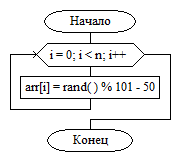 Начало
i = 0; i < n; i++
arr[i] = rand( ) % 101 - 50
Конец